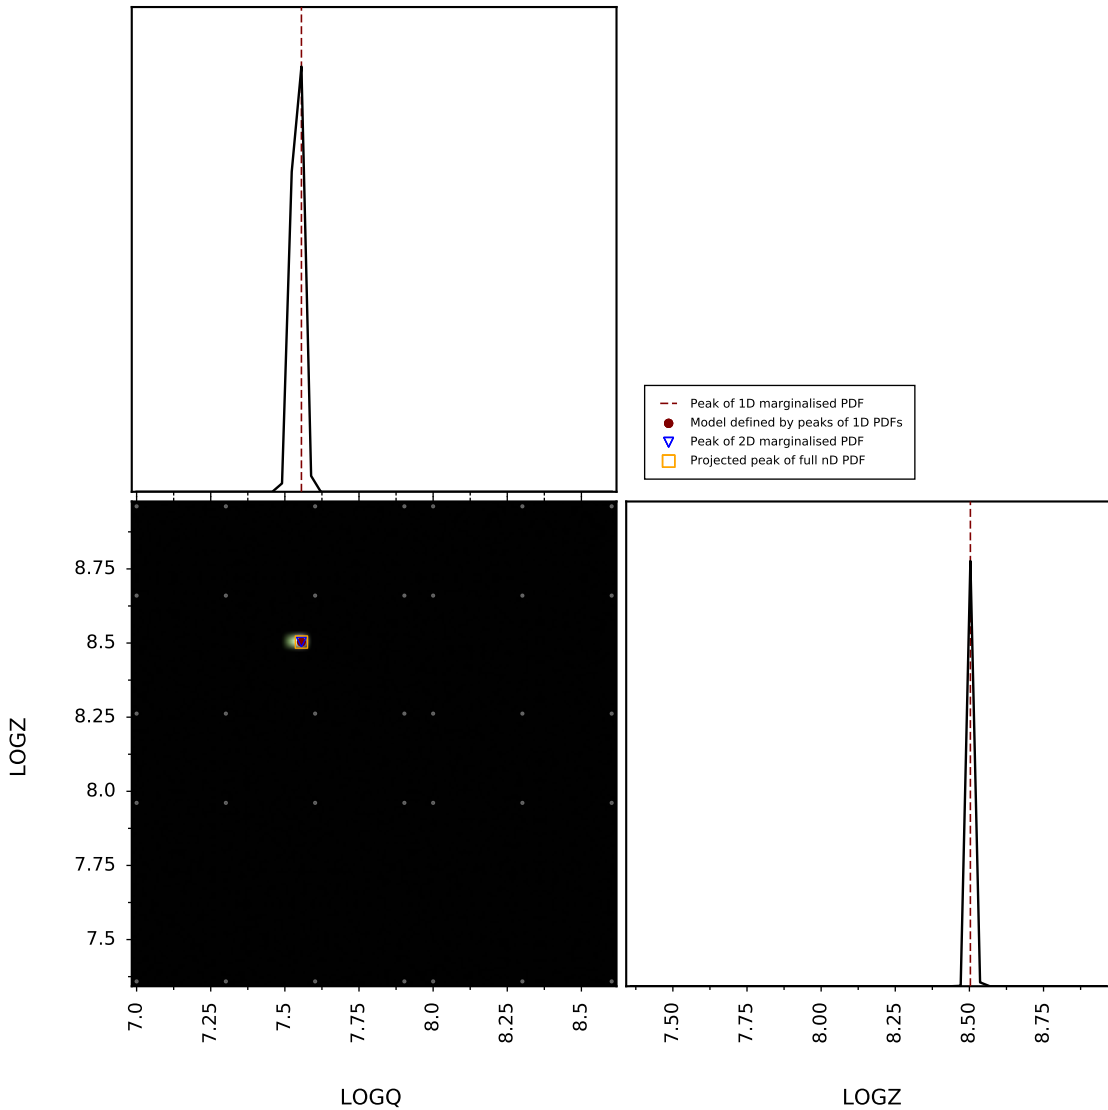 Peak of 1D marginalised PDF
Model defined by peaks of 1D PDFs
Peak of 2D marginalised PDF
Projected peak of full nD PDF
8.75
8.5
8.25
8.0
7.75
7.5
LOGZ
7.0 7.25 7.5 7.75 8.0 8.25 8.5
7.50 7.75 8.00 8.25 8.50 8.75
LOGQ
LOGZ